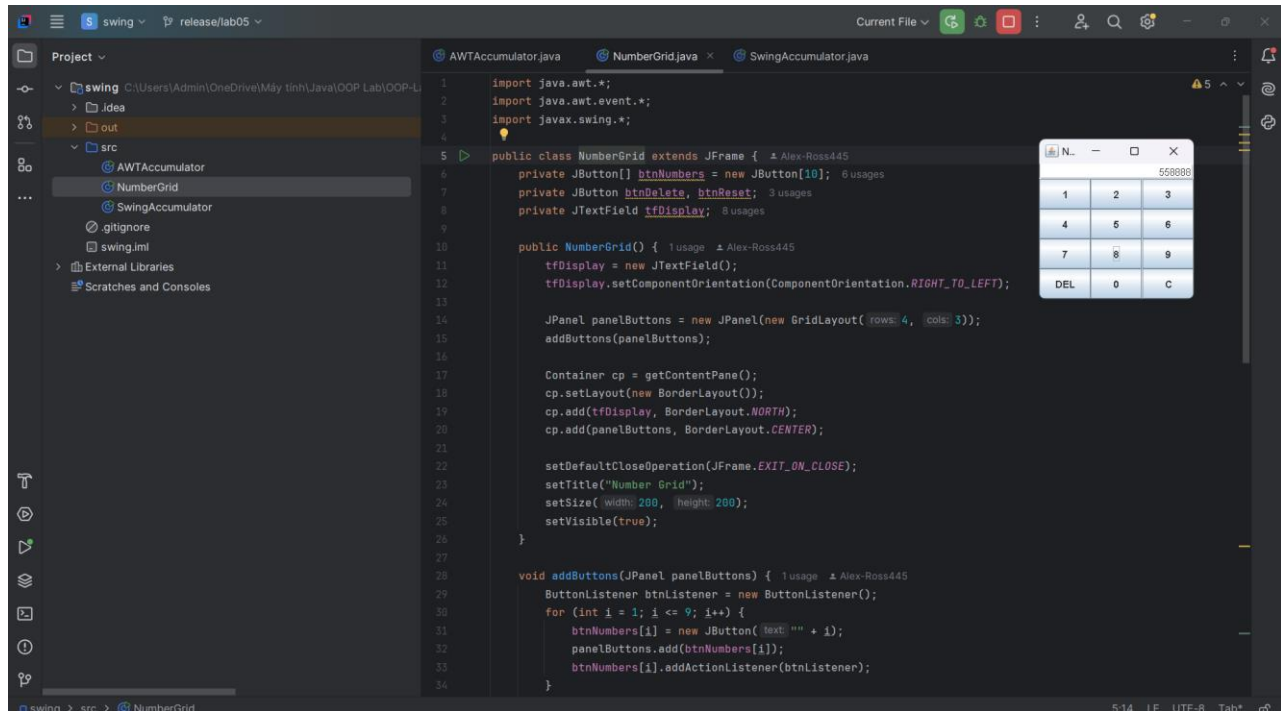 S swing release/lab05 Current File
Project
swing C:\Users\Admin\OneDrive\Máy tính\Java\OOP Lab\OOP-L
.idea
out
src
AWTAccumulator
NumberGrid
SwingAccumulator
.gitignore
swing.iml
External Libraries
Scratches and Consoles
AWTAccumulator.java NumberGrid.java SwingAccumulator.java
5
1 import java.awt.*;
2 import java.awt.event.*;
3 import javax.swing.*;
4
5 public class NumberGrid extends JFrame { Alex-Ross445
6 private JButton[] btnNumbers = new JButton[10]; 6 usages
7 private JButton btnDelete, btnReset; 3 usages
8 private JTextField tfDisplay; 8 usages
9
10 public NumberGrid() { 1 usage Alex-Ross445
11 tfDisplay = new JTextField();
12 tfDisplay.setComponentOrientation(ComponentOrientation.RIGHT_TO_LEFT);
13
14 JPanel panelButtons = new JPanel(new GridLayout( rows: 4, cols: 3));
15 addButtons(panelButtons);
16
17 Container cp = getContentPane();
18 cp.setLayout(new BorderLayout());
19 cp.add(tfDisplay, BorderLayout.NORTH);
20 cp.add(panelButtons, BorderLayout.CENTER);
21
22 setDefaultCloseOperation(JFrame.EXIT_ON_CLOSE);
23 setTitle("Number Grid");
24 setSize( width: 200, height: 200);
25 setVisible(true);
26 }
27
28 void addButtons(JPanel panelButtons) { 1 usage Alex-Ross445
29 ButtonListener btnListener = new ButtonListener();
30 for (int i = 1; i <= 9; i++) {
31 btnNumbers[i] = new JButton( text: "" + i);
32 panelButtons.add(btnNumbers[i]);
33 btnNumbers[i].addActionListener(btnListener);
34 }
N...
558888
1 2 3
4 5 6
7 8 9
DEL 0 C
swing > src > NumberGrid 5:14 LF UTF-8 Tab*